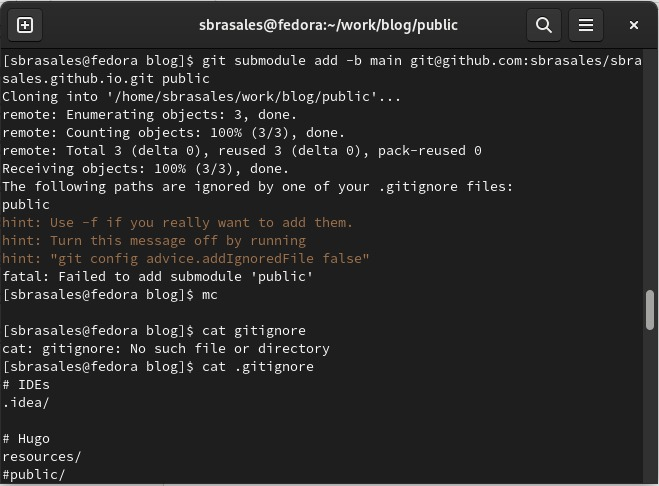 sbrasales@fedora:~/work/blog/public
[sbrasales@fedora blog]$ git submodule add -b main git@github.com:sbrasales/sbra
sales.github.io.git public
Cloning into '/home/sbrasales/work/blog/public'...
remote: Enumerating objects: 3, done.
remote: Counting objects: 100% (3/3), done.
remote: Total 3 (delta 0), reused 3 (delta 0), pack-reused 0
Receiving objects: 100% (3/3), done.
The following paths are ignored by one of your .gitignore files:
public
hint: Use -f if you really want to add them.
hint: Turn this message off by running
hint: "git config advice.addIgnoredFile false"
fatal: Failed to add submodule 'public'
[sbrasales@fedora blog]$ mc
[sbrasales@fedora blog]$ cat gitignore
cat: gitignore: No such file or directory
[sbrasales@fedora blog]$ cat .gitignore
# IDEs
.idea/
# Hugo
resources/
#public/